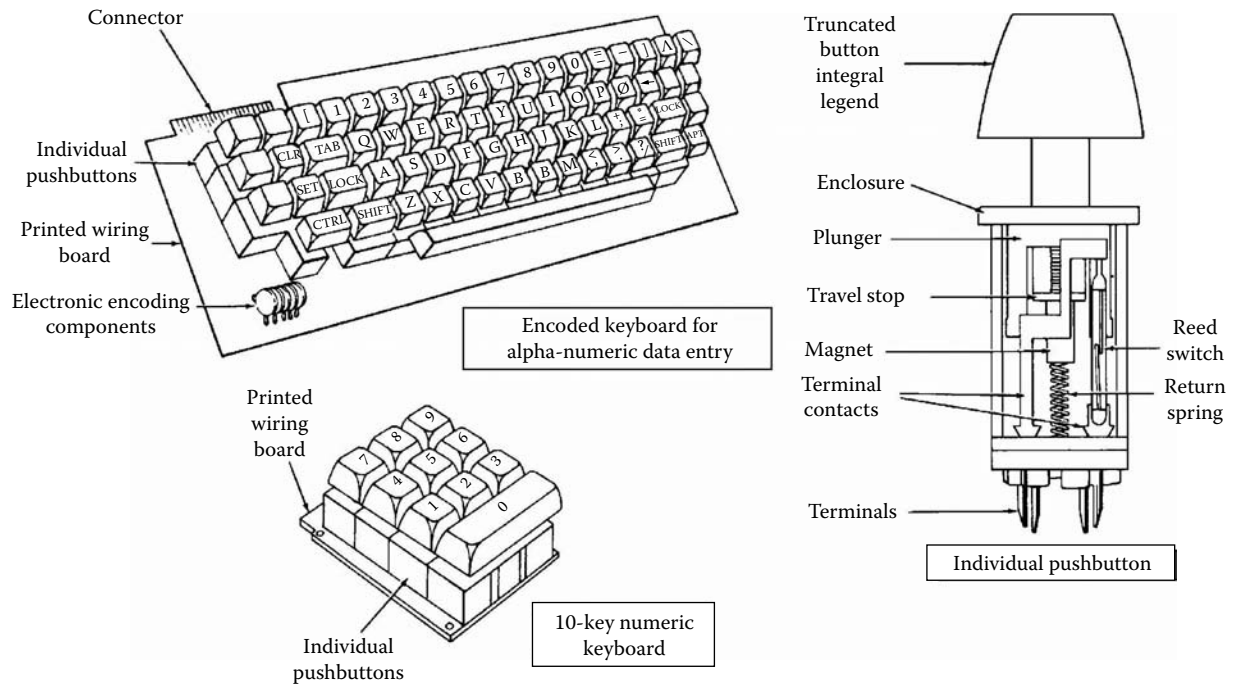 Connector
Individual
pushbuttons
Printed wiring
board
Electronic encoding
components
[ 1 2 3 4 5 6 7 8 9 0 = - ] Λ \
CLR TAB Q W E R T Y U I O P Ø ←
SET LOCK A S D F G H J K L LOCK
CTRL SHIFT Z X C V B B M < , > . ? / SHIFT APT
Encoded keyboard for
alpha-numeric data entry
Printed
wiring
board
7 8 9
4 5 6
1 2 3
0
Individual
pushbuttons
10-key numeric
keyboard
Truncated
button
integral
legend
Enclosure
Plunger
Travel stop
Magnet
Terminal
contacts
Reed
switch
Return
spring
Terminals
Individual pushbutton